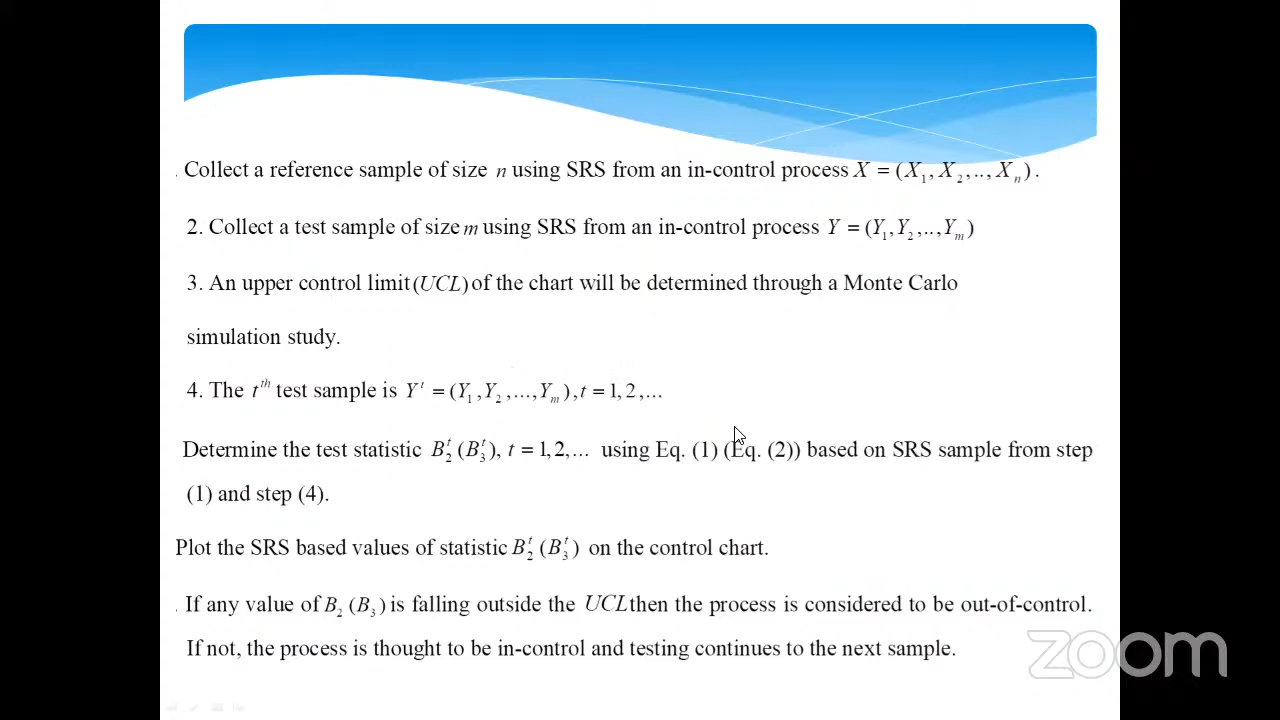 . Collect a reference sample of size n using SRS from an in-control process X = (X₁, X₂,.., Xₙ).
2. Collect a test sample of size m using SRS from an in-control process Y = (Y₁,Y₂,..,Yₘ)
3. An upper control limit (UCL) of the chart will be determined through a Monte Carlo
simulation study.
4. The tᵗʰ test sample is Yᵗ = (Y₁,Y₂,...,Yₘ), t = 1, 2,...
Determine the test statistic B₂ᵗ (B₃ᵗ), t = 1, 2,... using Eq. (1) (Eq. (2)) based on SRS sample from step
(1) and step (4).
Plot the SRS based values of statistic B₂ᵗ (B₃ᵗ) on the control chart.
. If any value of B₂ (B₃) is falling outside the UCL then the process is considered to be out-of-control.
If not, the process is thought to be in-control and testing continues to the next sample.
zoom